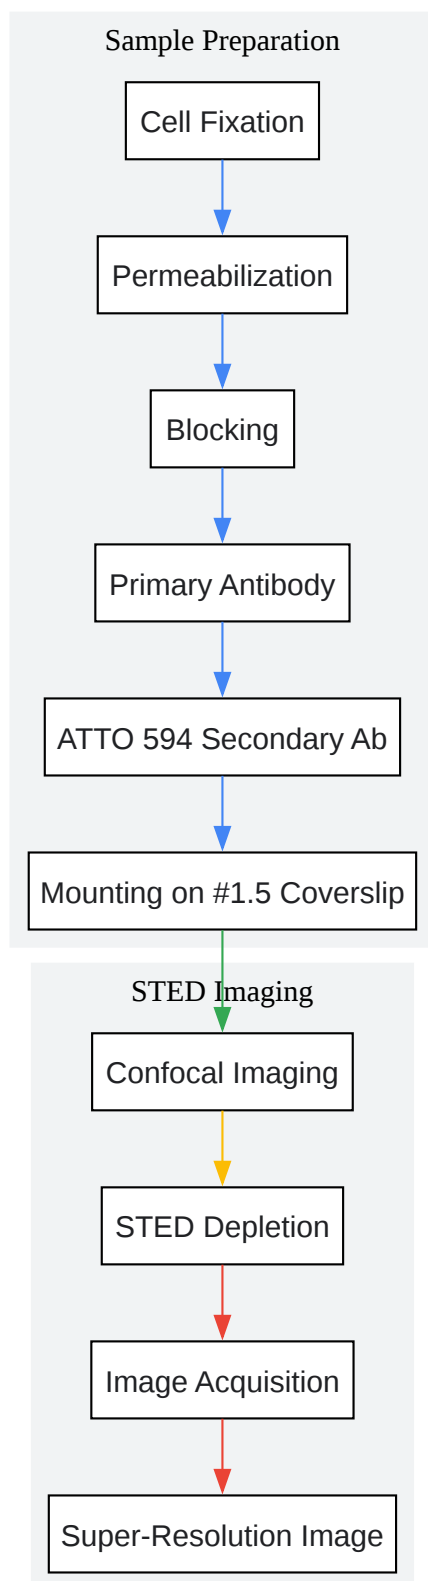 Sample Preparation
Cell Fixation
Permeabilization
Blocking
Primary Antibody
ATTO 594 Secondary Ab
Mounting on #1.5 Coverslip
STED Imaging
Confocal Imaging
STED Depletion
Image Acquisition
Super-Resolution Image